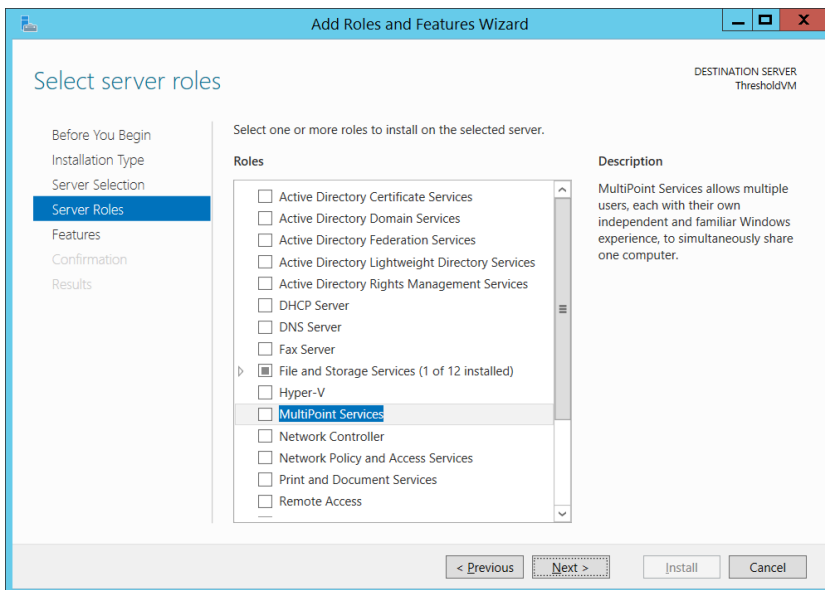 Add Roles and Features Wizard
Select server roles
DESTINATION SERVER
ThresholdVM
Before You Begin
Installation Type
Server Selection
Server Roles
Features
Confirmation
Results
Select one or more roles to install on the selected server.
Roles
Active Directory Certificate Services
Active Directory Domain Services
Active Directory Federation Services
Active Directory Lightweight Directory Services
Active Directory Rights Management Services
DHCP Server
DNS Server
Fax Server
File and Storage Services (1 of 12 installed)
Hyper-V
MultiPoint Services
Network Controller
Network Policy and Access Services
Print and Document Services
Remote Access
Description
MultiPoint Services allows multiple
users, each with their own
independent and familiar Windows
experience, to simultaneously share
one computer.
< Previous
Next >
Install
Cancel